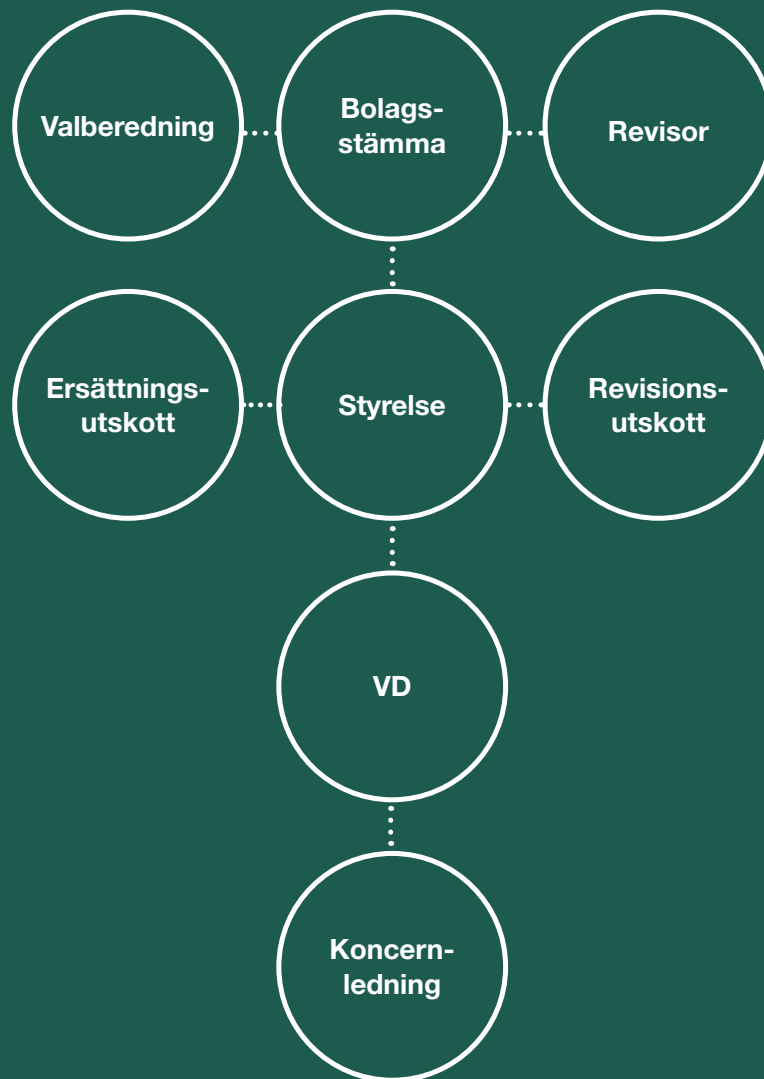 Valberedning
Bolags-
stämma
Revisor
Ersättnings-
utskott
Styrelse
Revisions-
utskott
VD
Koncern-
ledning